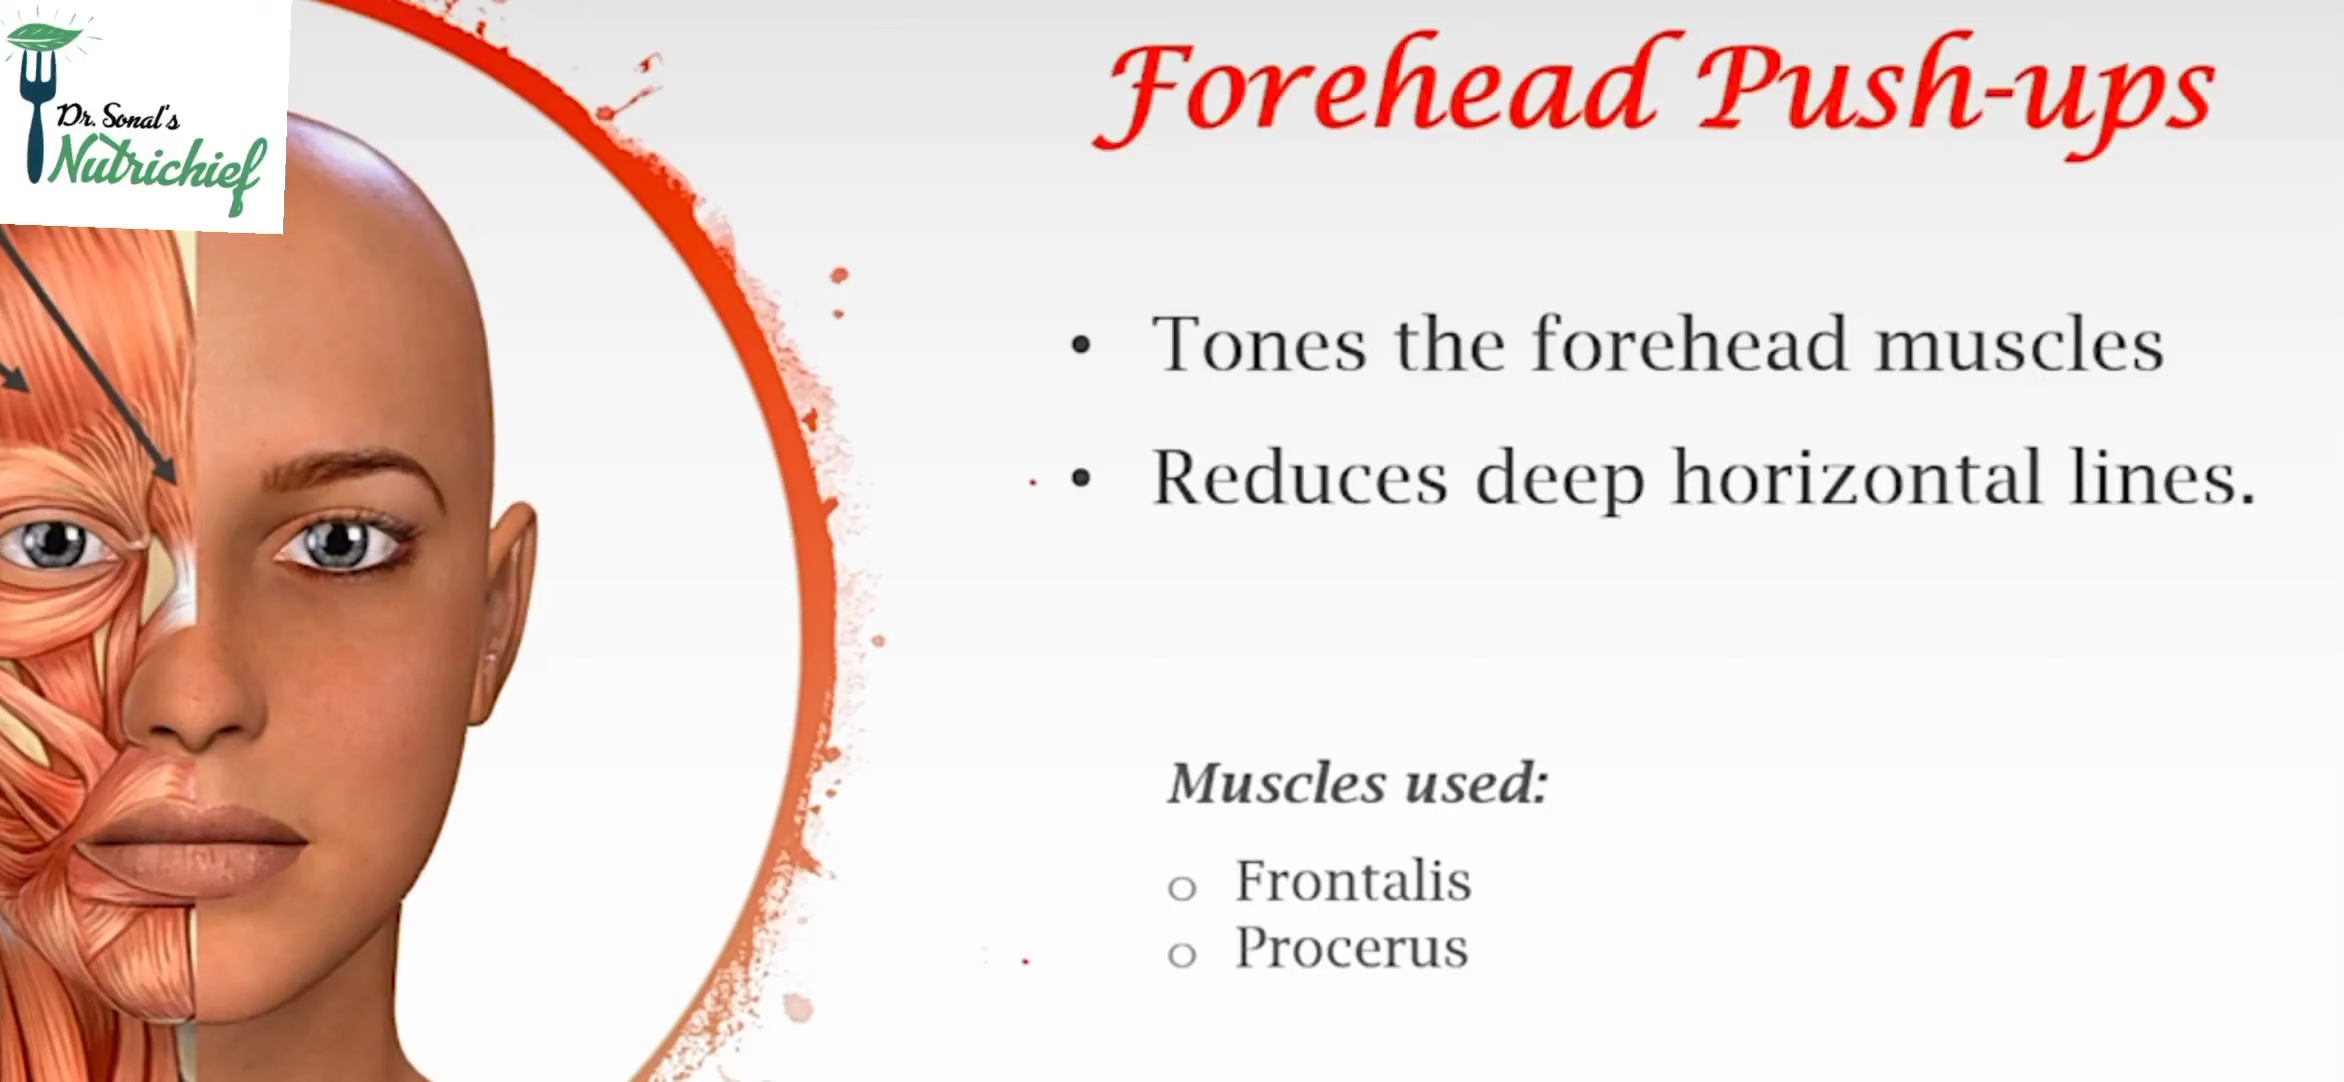 Dr. Sonal's
Nutrichief
Forehead Push-ups
• Tones the forehead muscles
• Reduces deep horizontal lines.
Muscles used:
o Frontalis
o Procerus